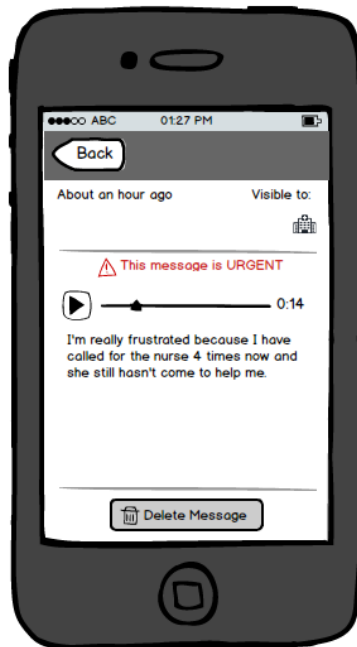 ABC 01:27 PM
Back
About an hour ago Visible to:
This message is URGENT
0:14
I'm really frustrated because I have
called for the nurse 4 times now and
she still hasn't come to help me.
Delete Message